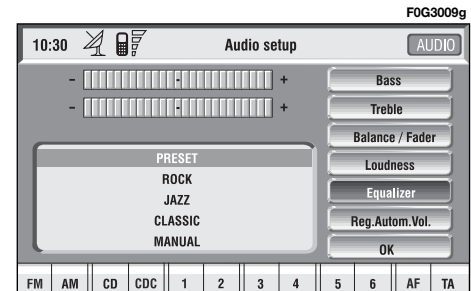 F0G3009g
10:30 Audio setup AUDIO
- +
- +
Bass
Treble
Balance / Fader
Loudness
Equalizer
Reg.Autom.Vol.
OK
PRESET
ROCK
JAZZ
CLASSIC
MANUAL
FM AM CD CDC 1 2 3 4 5 6 AF TA